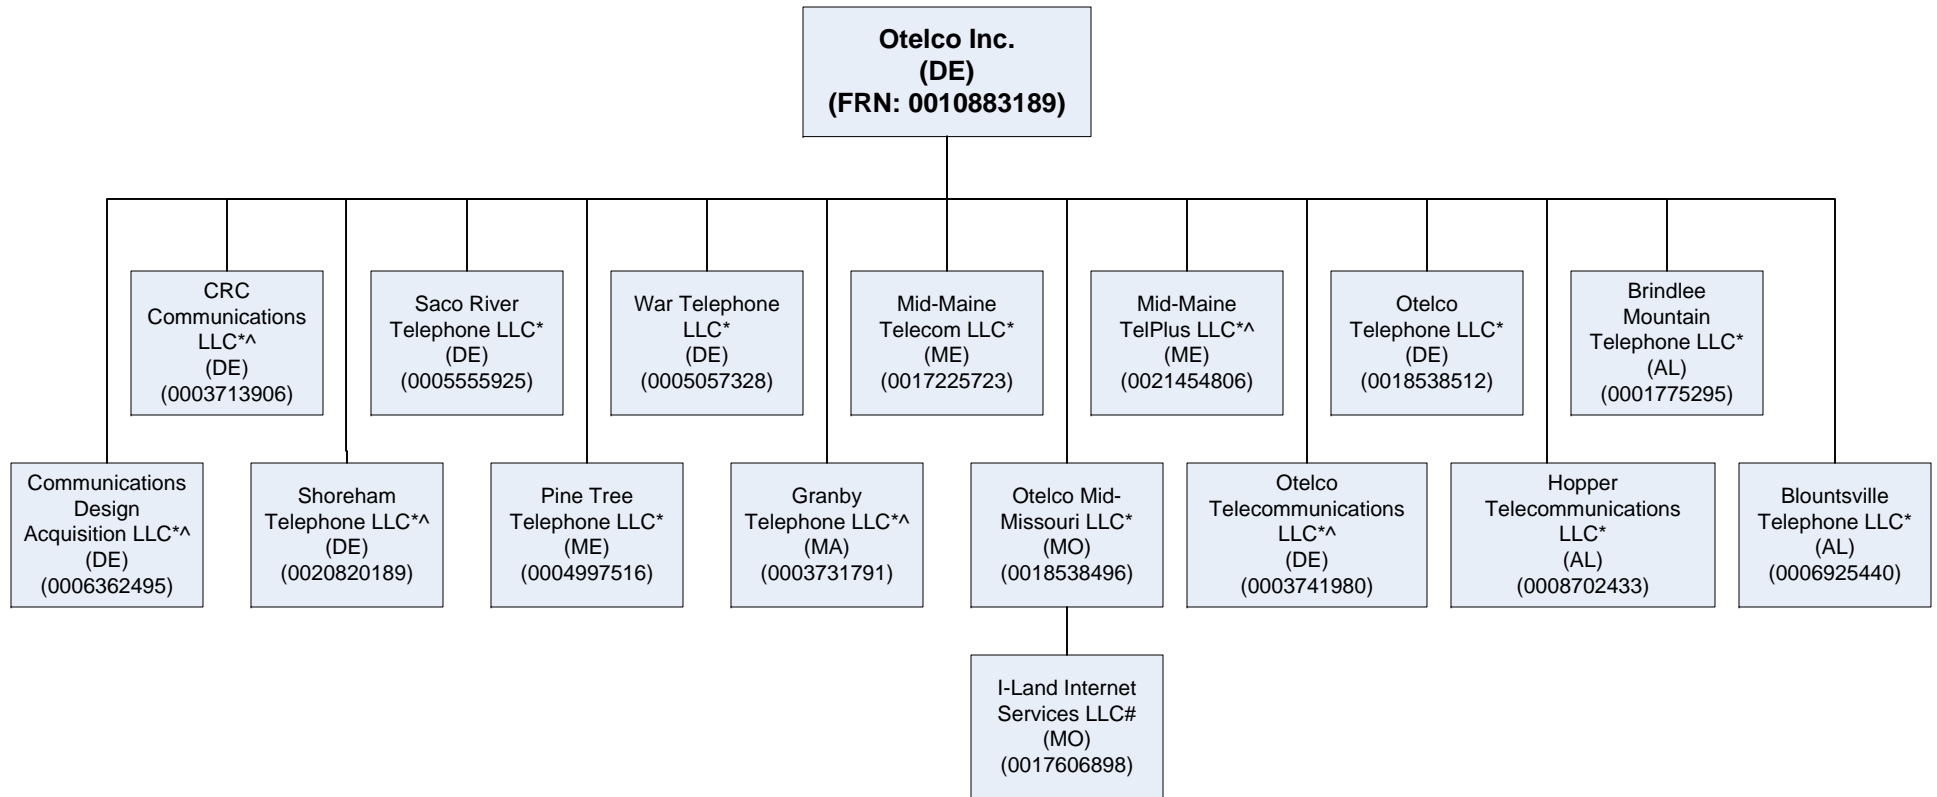 Otelco Inc.
(DE)
(FRN: 0010883189)
CRC
Communications
LLC*^
(DE)
(0003713906)
Saco River
Telephone LLC*
(DE)
(0005555925)
War Telephone
LLC*
(DE)
(0005057328)
Mid-Maine
Telecom LLC*
(ME)
(0017225723)
Mid-Maine
TelPlus LLC*^
(ME)
(0021454806)
Otelco
Telephone LLC*
(DE)
(0018538512)
Brindlee
Mountain
Telephone LLC*
(AL)
(0001775295)
Communications
Design
Acquisition LLC*^
(DE)
(0006362495)
Shoreham
Telephone LLC*^
(DE)
(0020820189)
Pine Tree
Telephone LLC*
(ME)
(0004997516)
Granby
Telephone LLC*^
(MA)
(0003731791)
Otelco Mid-
Missouri LLC*
(MO)
(0018538496)
Otelco
Telecommunications
LLC*^
(DE)
(0003741980)
Hopper
Telecommunications
LLC*
(AL)
(0008702433)
Blountsville
Telephone LLC*
(AL)
(0006925440)
I-Land Internet
Services LLC#
(MO)
(0017606898)